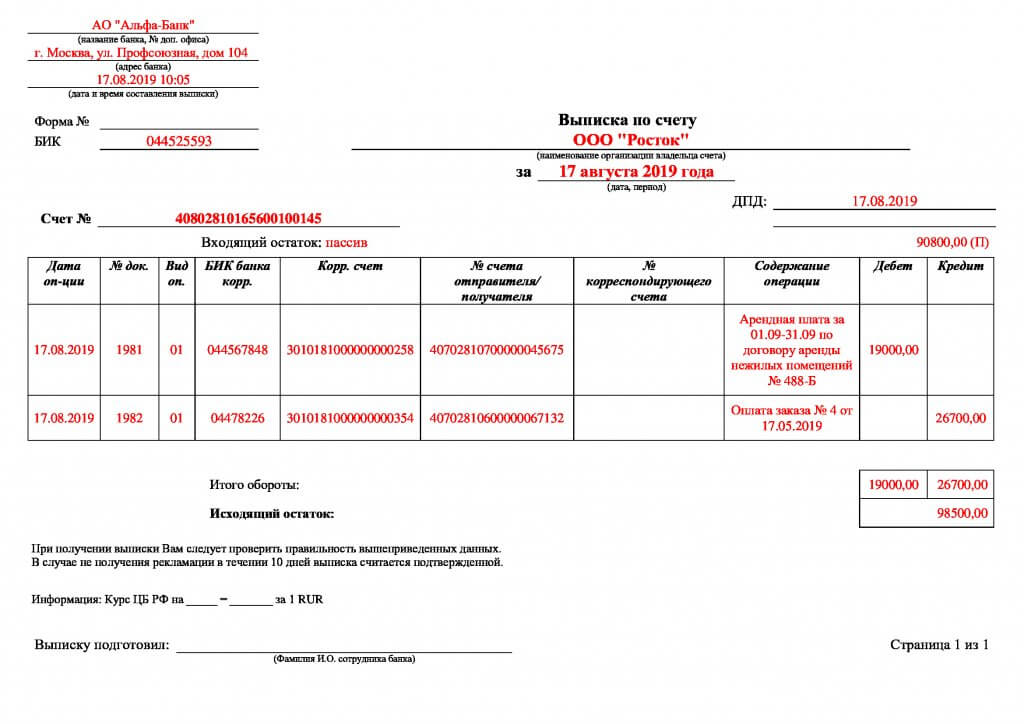 АО "Альфа-Банк"
(название банка, № доп. офиса)
г. Москва, ул. Профсоюзная, дом 104
(адрес банка)
17.08.2019 10:05
(дата и время составления выписки)
Форма №
БИК 044525593
Выписка по счету
ООО "Росток"
(наименование организации владельца счета)
за 17 августа 2019 года
(дата, период)
ДПД: 17.08.2019
Счет № 40802810165600100145
Входящий остаток: пассив 90800,00 (П)
Дата оп-ции № док. Вид оп. БИК банка корр. Корр. счет № счета отправителя/ получателя № корреспондирующего счета Содержание операции Дебет Кредит
17.08.2019 1981 01 044567848 3010181000000000258 40702810700000045675 Арендная плата за 01.09-31.09 по договору аренды нежилых помещений № 488-Б 19000,00
17.08.2019 1982 01 04478226 3010181000000000354 40702810600000067132 Оплата заказа № 4 от 17.05.2019 26700,00
Итого обороты: 19000,00 26700,00
Исходящий остаток: 98500,00
При получении выписки Вам следует проверить правильность вышеприведенных данных.
В случае не получения рекламации в течении 10 дней выписка считается подтвержденной.
Информация: Курс ЦБ РФ на _____ – _______ за 1 RUR
Выписку подготовил:
(Фамилия И.О. сотрудника банка)
Страница 1 из 1